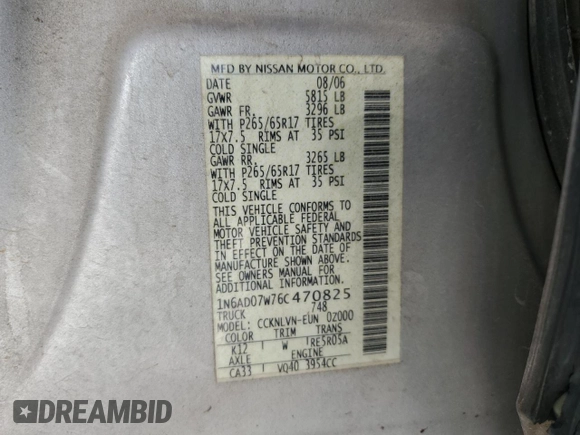 MFD BY NISSAN MOTOR CO., LTD.
DATE 08/06
GVWR 5815 LB
GAWR FR. 3296 LB
WITH P265/65R17 TIRES
17X7.5 RIMS AT 35 PSI
COLD SINGLE
GAWR RR. 3265 LB
WITH P265/65R17 TIRES
17X7.5 RIMS AT 35 PSI
COLD SINGLE
THIS VEHICLE CONFORMS TO
ALL APPLICABLE FEDERAL
MOTOR VEHICLE SAFETY AND
THEFT PREVENTION STANDARDS
IN EFFECT ON THE DATE OF
MANUFACTURE SHOWN ABOVE.
SEE OWNERS MANUAL FOR
ADDITIONAL INFORMATION
1N6AD07W76C470825
TRUCK 748
MODEL: CCKNLVN-EUN 02000
COLOR TRIM TRANS
K12 W RE5R05A
AXLE ENGINE
CA33 VQ40 3954CC
DREAMBID
DREAMBID